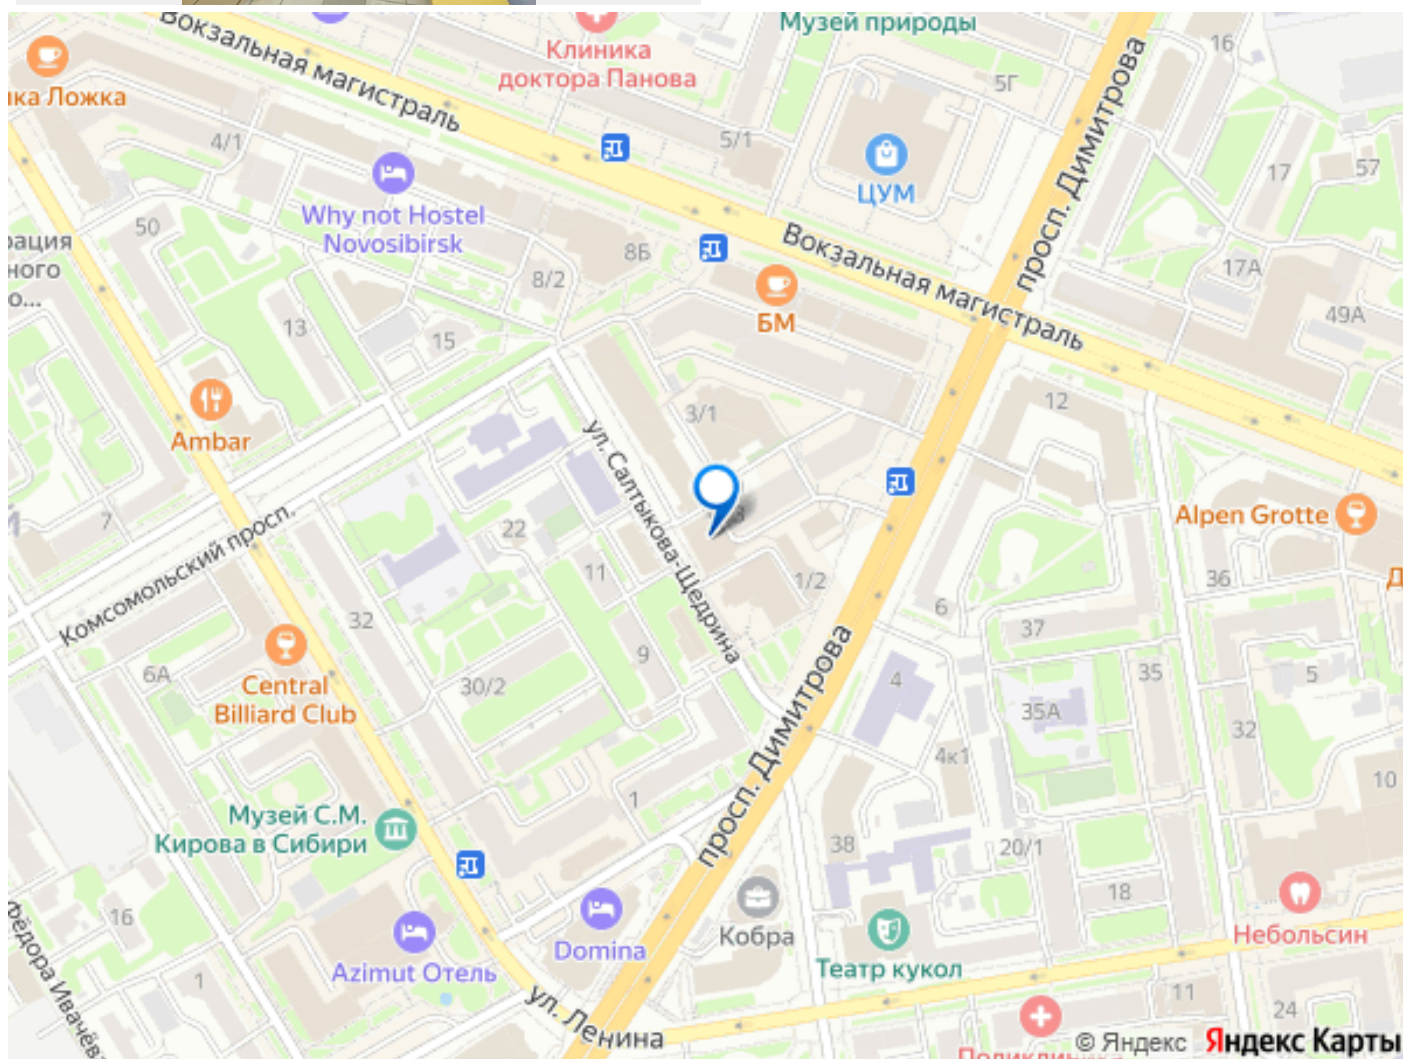 Вокзальная магистраль
Клиника
доктора Панова
Музей природы
16
5Г
просп. Димитрова
ка Ложка
4/1
5/1
ЦУМ
17
57
Why not Hostel
Novosibirsk
50
8Б
8/2
Вокзальная магистраль
17А
49А
рация
ного
о...
13
15
БМ
Ambar
3/1
12
ул. Салтыкова-Щедрина
Alpen Grotte
7
Комсомольский просп.
22
11
1/2
36
Д
32
6
37
6А
9
30/2
4
35
5
Central
Billiard Club
35А
32
4к1
просп. Димитрова
10
Музей С.М.
Кирова в Сибири
1
38
20/1
18
16
Фёдора Ивачёв
Azimut Отель
Domina
Кобра
Театр кукол
Небольсин
1
ул. Ленина
11
24
Поликлиника
© Яндекс Яндекс Карты